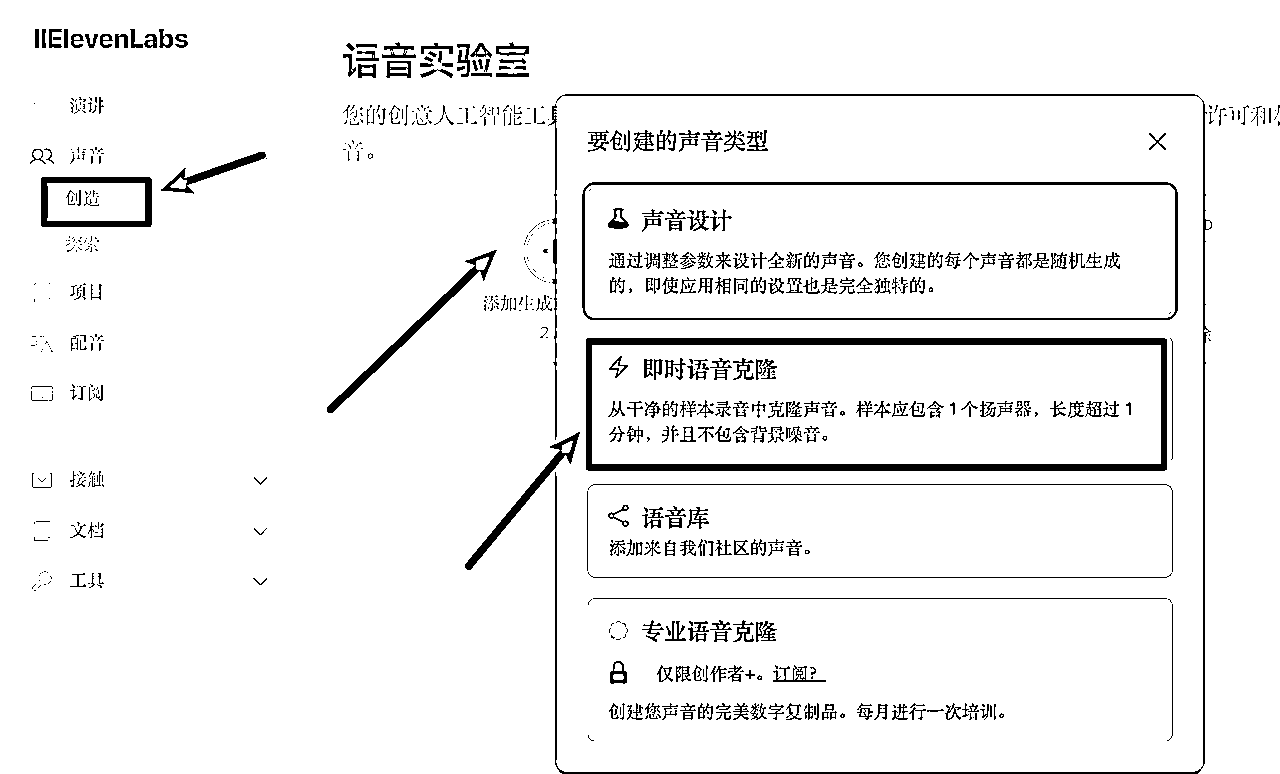 IIElevenLabs
演讲
声音
创造
探索
项目
配音
订阅
接触
文档
工具
语音实验室
您的创意人工智能工具
许可和
音。
添加生成
2
要创建的声音类型
声音设计
通过调整参数来设计全新的声音。您创建的每个声音都是随机生成
的，即使应用相同的设置也是完全独特的。
即时语音克隆
从干净的样本录音中克隆声音。样本应包含 1 个扬声器，长度超过 1
分钟，并且不包含背景噪音。
语音库
添加来自我们社区的声音。
专业语音克隆
仅限创作者+。订阅？
创建您声音的完美数字复制品。每月进行一次培训。